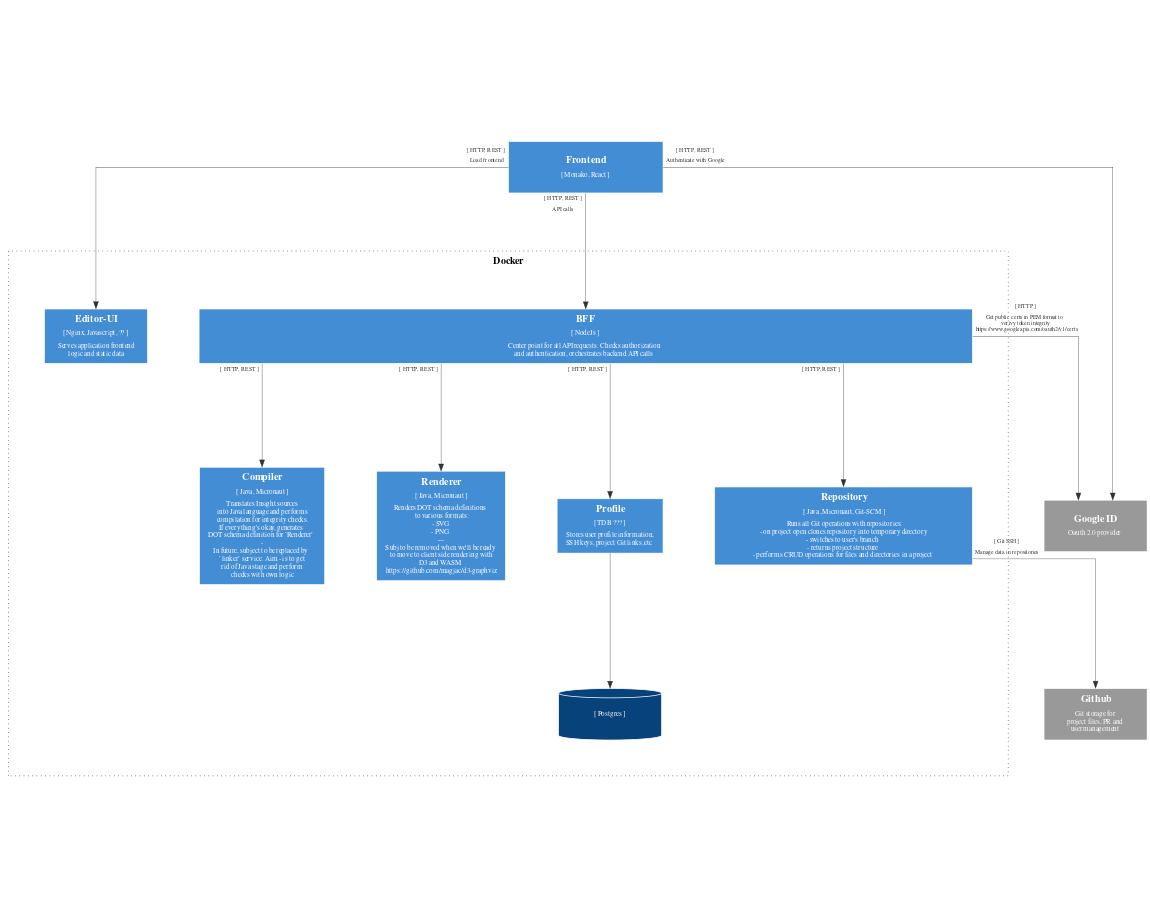 [ HTTP, REST ]
Load frontend
Frontend
[ Monako, React ]
[ HTTP, REST ]
Authenticate with Google
[ HTTP, REST ]
API calls
Docker
Editor-UI
[ Nginx, Javascript, ?? ]
Serves application frontend
logic and static data
BFF
[ NodeJs ]
Center point for all API requests. Checks authorization
and authentication, orchestrates backend API calls
[ HTTP ]
Get public certs in PEM format to
verivy token integrity
https://www.googleapis.com/oauth2/v1/certs
[ HTTP, REST ]
[ HTTP, REST ]
[ HTTP, REST ]
[ HTTP, REST ]
Compiler
[ Java, Micronaut ]
Translates Insight sources
into Java language and performs
compilation for integrity checks.
If everything's okay, generates
DOT schema definition for 'Renderer'
-
In future, subject to be replaced by
'linker' service. Aim - is to get
rid of Java stage and perform
checks with own logic
Renderer
[ Java, Micronaut ]
Renders DOT schema definitions
to various formats:
- SVG
- PNG
---
Subj to be removed when we'll be ready
to move to client side rendering with
D3 and WASM
https://github.com/magjac/d3-graphviz
Profile
[ TDB ??? ]
Stores user profile information,
SSH keys, project Git links, etc
Repository
[ Java, Micronaut, Git-SCM ]
Runs all Git operations with repositories:
- on project open clones repository into temporary directory
- switches to user's branch
- returns project structure
- performs CRUD operations for files and directories in a project
Google ID
Oauth 2.0 provider
[ Git SSH ]
Manage data in repositories
[ Postgres ]
Github
Git storage for
project files, PR and
user management